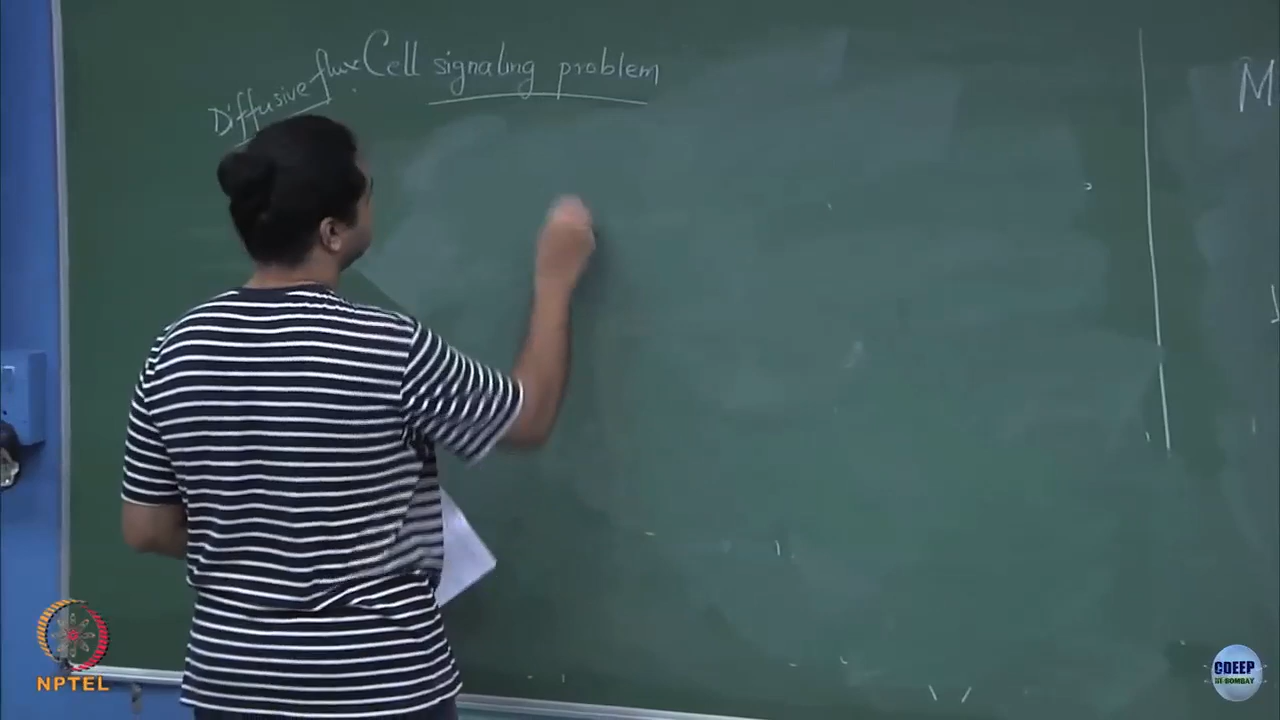 Diffusive flux Cell signaling problem
M
NPTEL
CDEEP
IIT BOMBAY